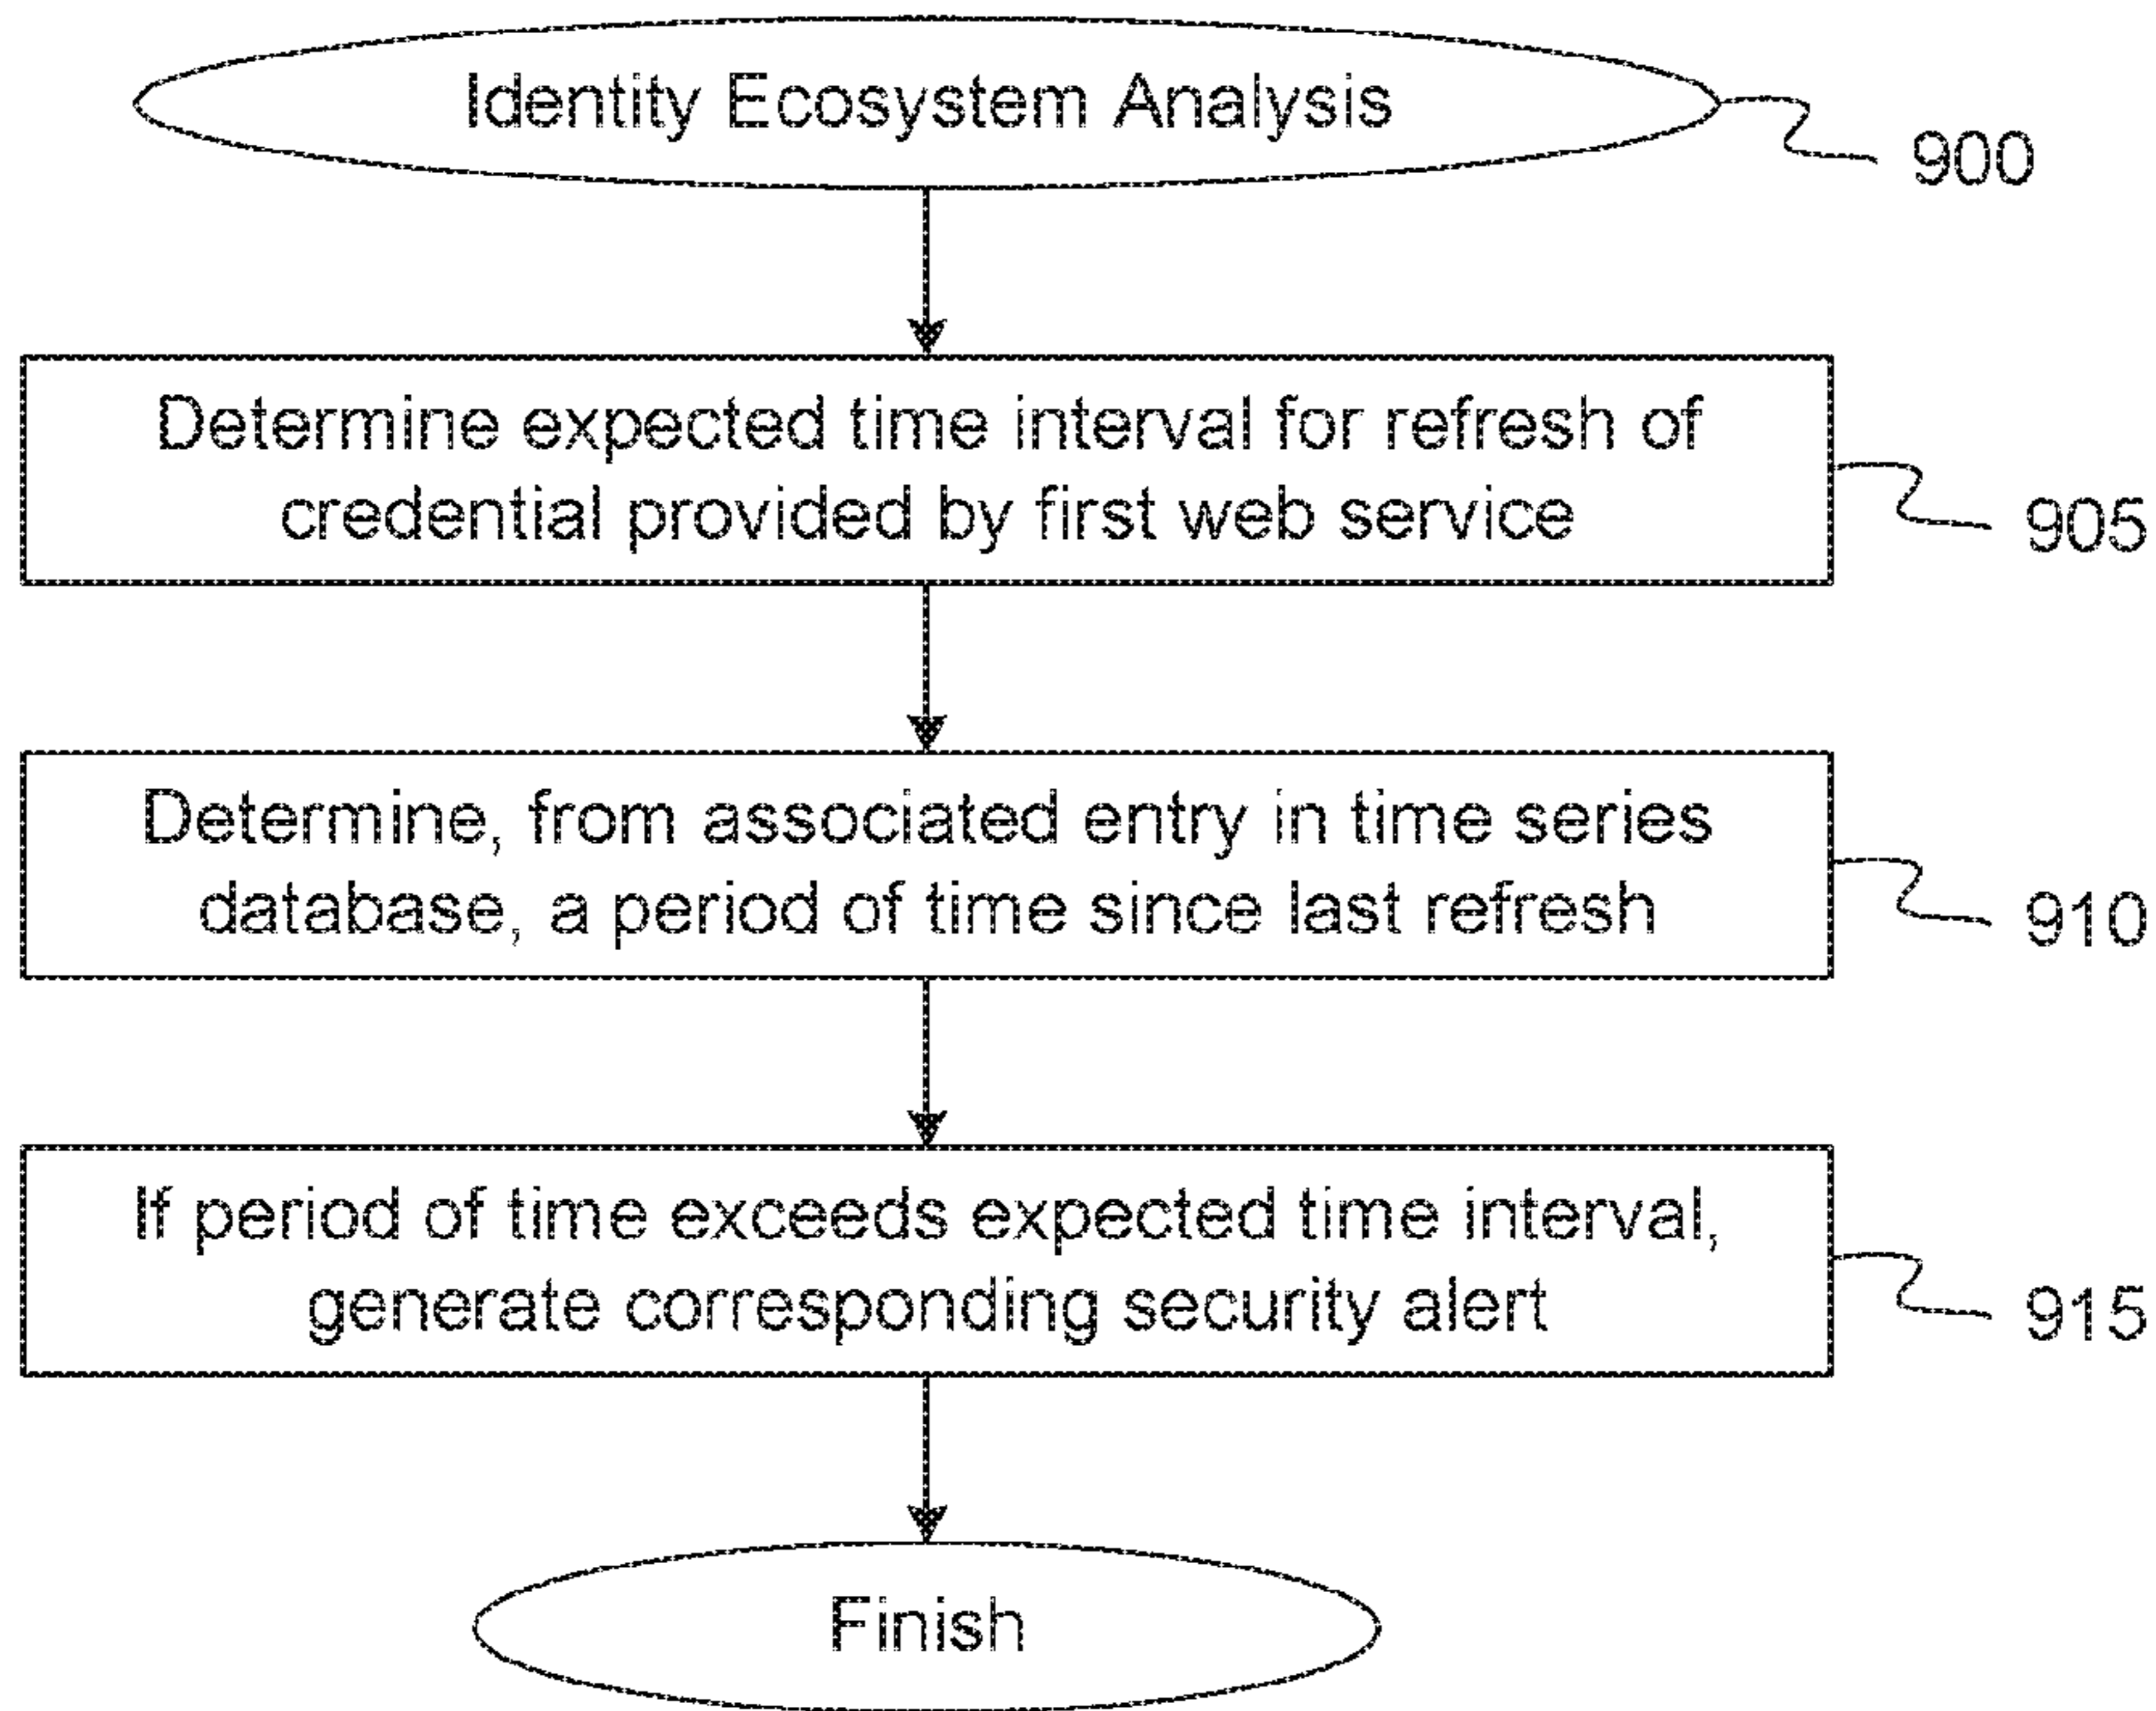 Identity Ecosystem Analysis
900
Determine expected time interval for refresh of
credential provided by first web service
905
Determine, from associated entry in time series
database, a period of time since last refresh
910
If period of time exceeds expected time interval,
generate corresponding security alert
915
Finish